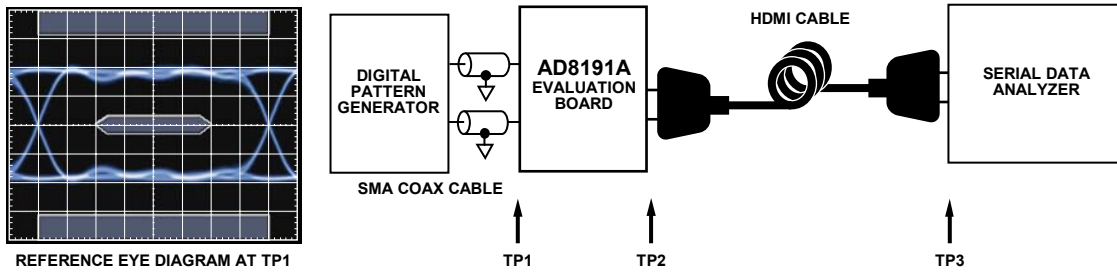 REFERENCE EYE DIAGRAM AT TP1
DIGITAL
PATTERN
GENERATOR
SMA COAX CABLE
AD8191A
EVALUATION
BOARD
HDMI CABLE
SERIAL DATA
ANALYZER
TP1
TP2
TP3